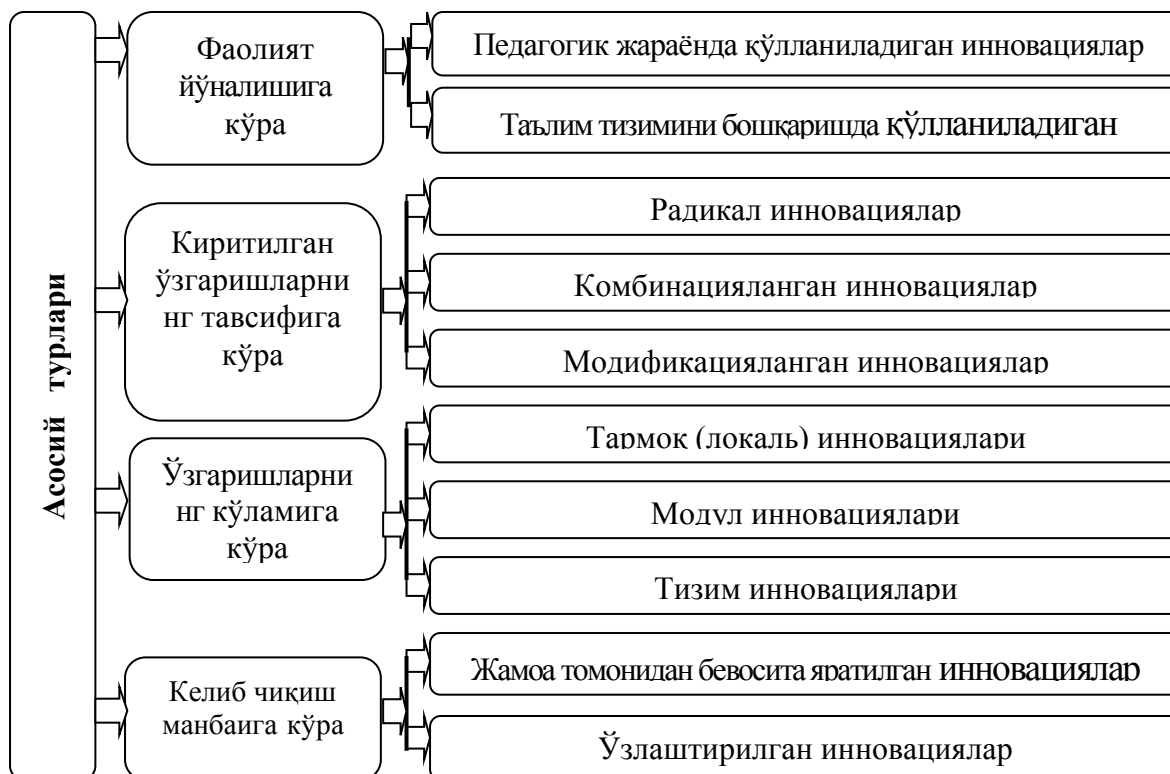 Асосий турлари
Фаолият
йўналишига
кўра
Педагогик жараёнда қўлланиладиган инновациялар
Таълим тизимини бошқаришда қўлланиладиган
Киритилган
ўзгаришларни
нг тавсифига
кўра
Радикал инновациялар
Комбинацияланган инновациялар
Модификацияланган инновациялар
Ўзгаришларни
нг кўламига
кўра
Тармоқ (локаль) инновациялари
Модул инновациялари
Тизим инновациялари
Келиб чиқиш
манбаига кўра
Жамоа томонидан бевосита яратилган инновациялар
Ўзлаштирилган инновациялар